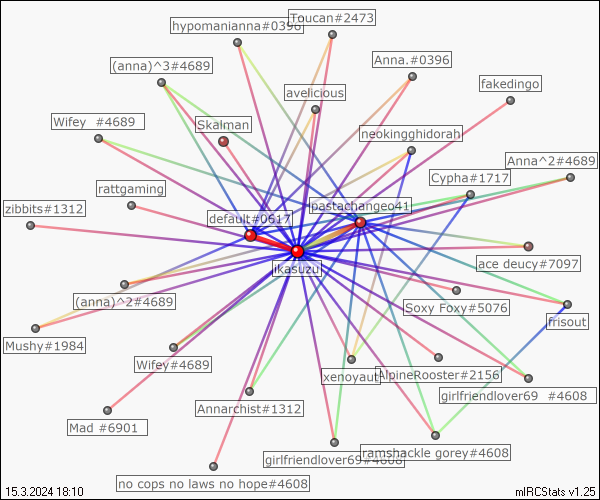 Toucan#2473
hypomanianna#0396
Anna.#0396
(anna)^3#4689
fakedingo
avelicious
Wifey #4689
Skalman
neokingghidorah
Anna^2#4689
Cypha#1717
rattgaming
zibbits#1312
pastachangeo41
default#0617
ikasuzu
ace deucy#7097
(anna)^2#4689
Soxy Foxy#5076
frisout
Mushy#1984
Wifey#4689
xenoyaut
AlpineRooster#2156
girlfriendlover69 #4608
Annarchist#1312
Mad #6901
girlfriendlover69#4608
ramshackle gorey#4608
no cops no laws no hope#4608
15.3.2024 18:10
mIRCStats v1.25